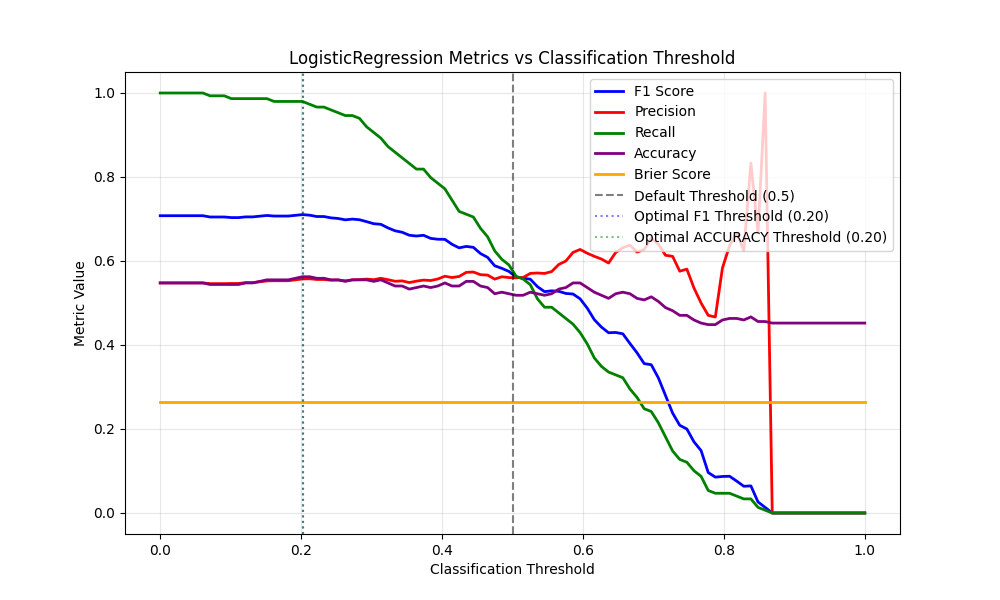 LogisticRegression Metrics vs Classification Threshold
F1 Score
Precision
Recall
Accuracy
Brier Score
Default Threshold (0.5)
Optimal F1 Threshold (0.20)
Optimal ACCURACY Threshold (0.20)
Metric Value
1.0
0.8
0.6
0.4
0.2
0.0
0.0 0.2 0.4 0.6 0.8 1.0
Classification Threshold